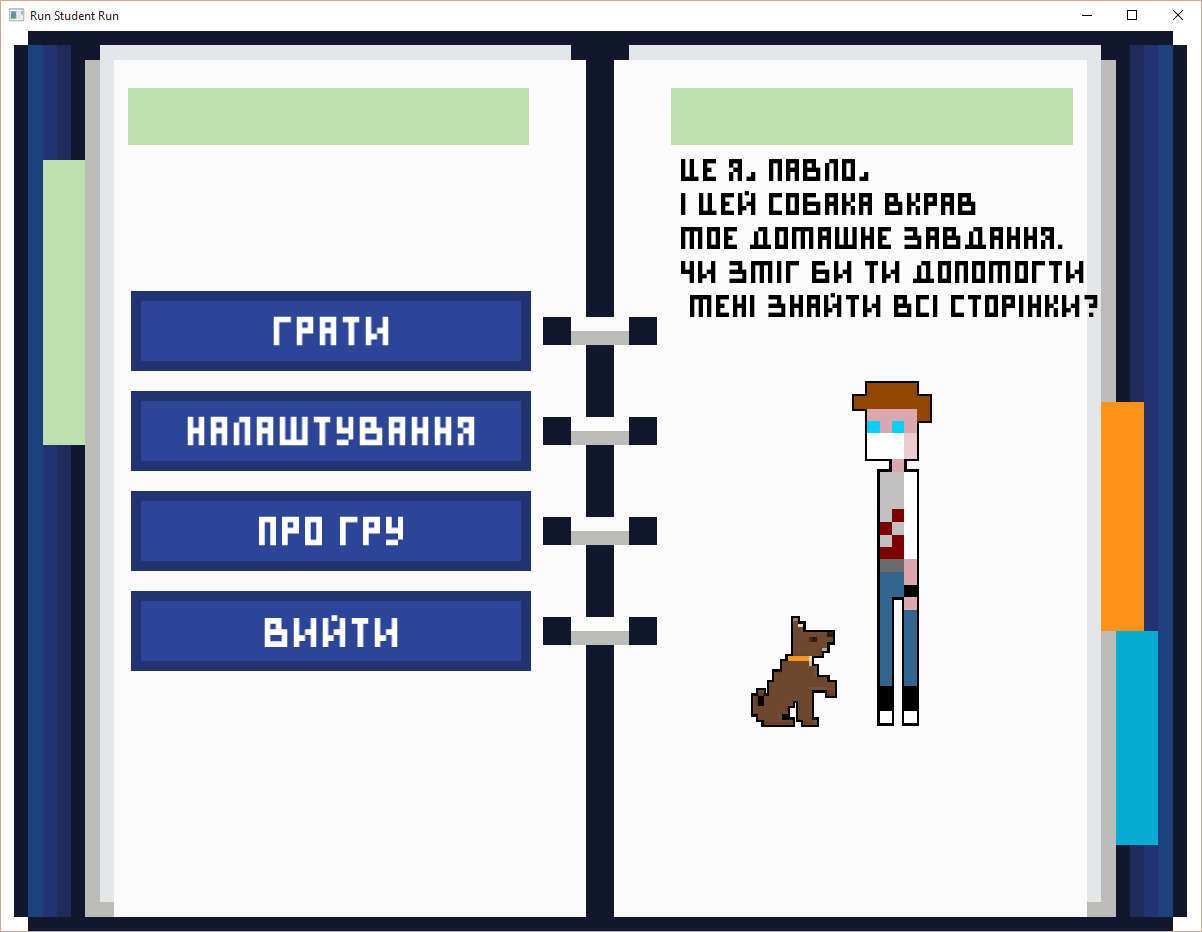 Run Student Run
ГРАТИ
НАЛАШТУВАННЯ
ПРО ГРУ
ВИЙТИ
ЦЕ Я, ПАВЛО,
І ЦЕЙ СОБАКА ВКРАВ
МОЕ ДОМАШНЕ ЗАВДАННЯ.
ЧИ ЗМІГ БИ ТИ ДОПОМОГТИ
МЕНІ ЗНАЙТИ ВСІ СТОРІНКИ?